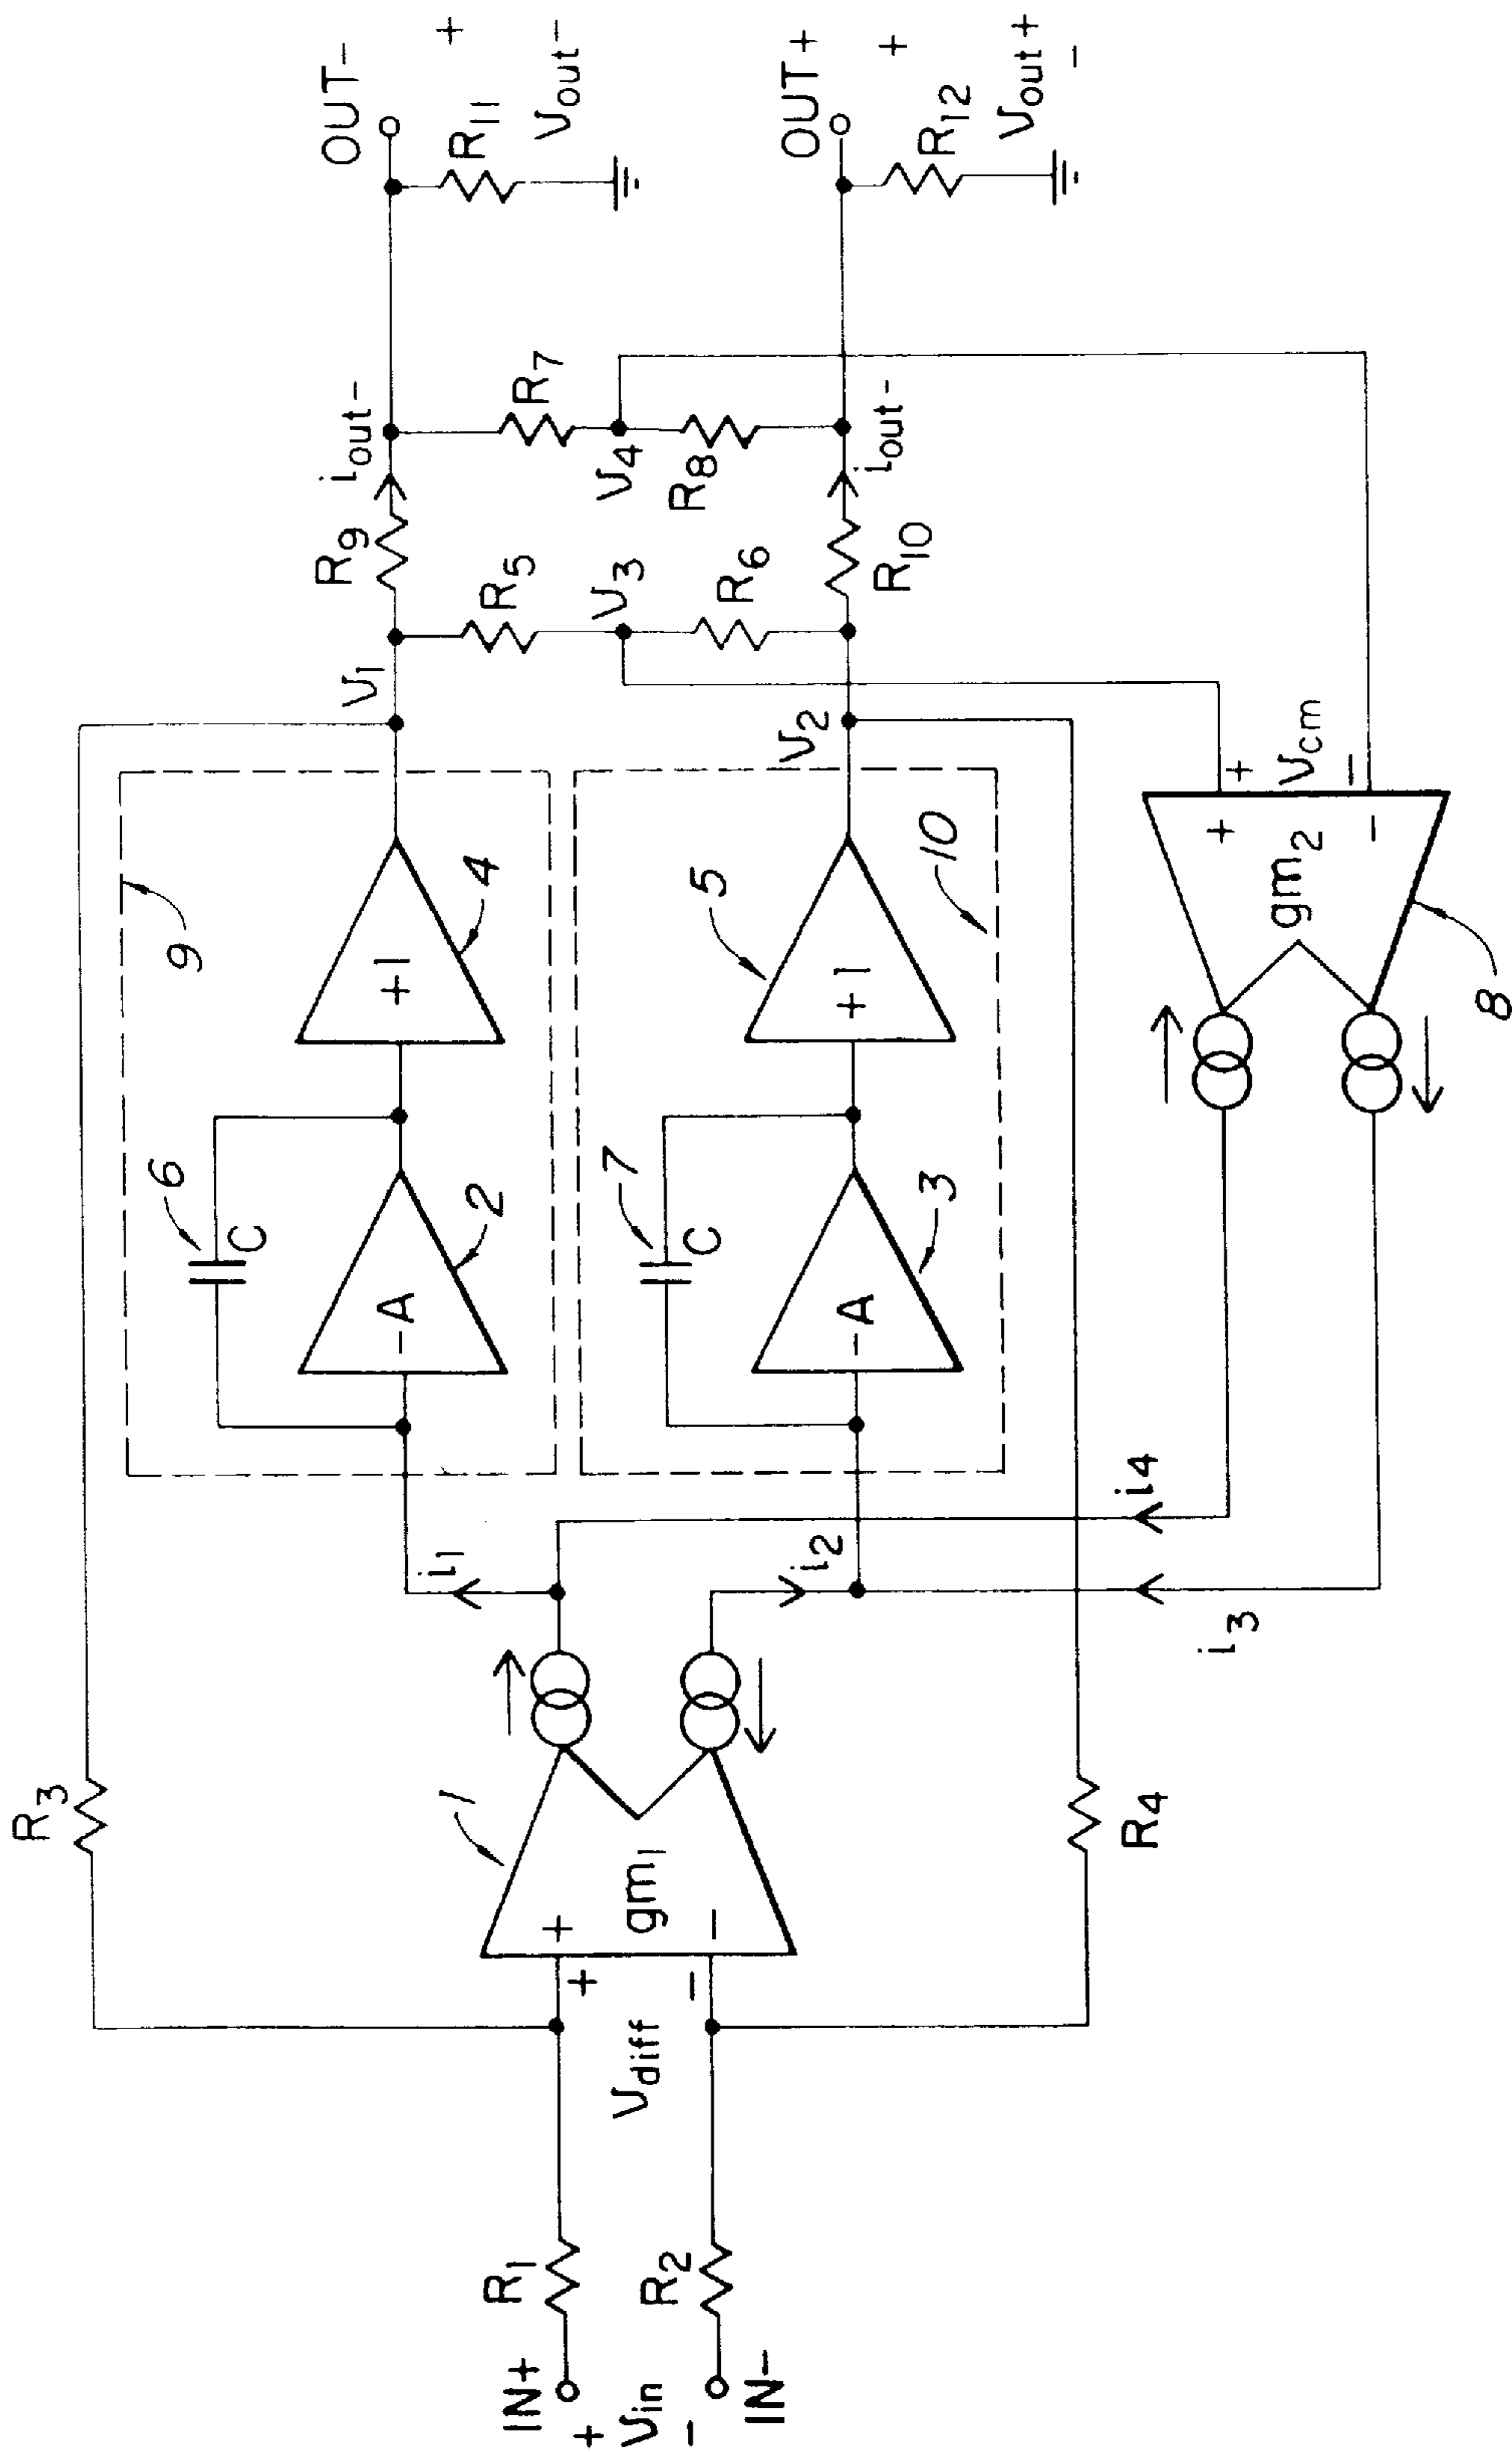 IN+
+
Vin
−
IN−
R1
R2
R3
Vdiff
+
−
+
−
gm1
1
R4
i1
i2
i3
i4
6
C
−A
2
+1
4
9
7
C
−A
3
+1
5
10
V1
V2
gm2
+
−
8
+
Vcm
−
R5
V3
R6
R9
iout−
R10
iout−
R7
V4
R8
OUT−
+
R11
Vout−
OUT+
+
R12
Vout+
−